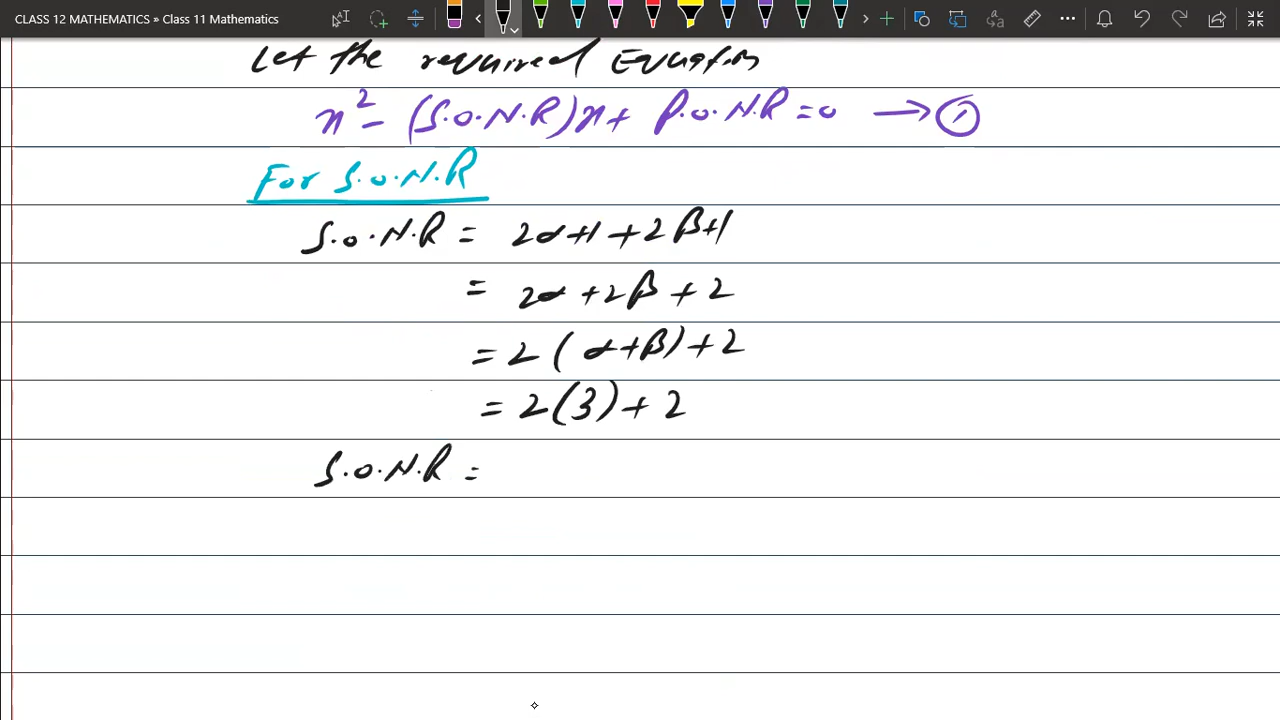 CLASS 12 MATHEMATICS » Class 11 Mathematics
Let the required Equation
x² - (S.O.N.R)x + P.O.N.R = 0 → ①
For S.O.N.R
S.O.N.R = 2α+1 + 2β+1
= 2α + 2β + 2
= 2 (α+β) + 2
= 2(3) + 2
S.O.N.R =